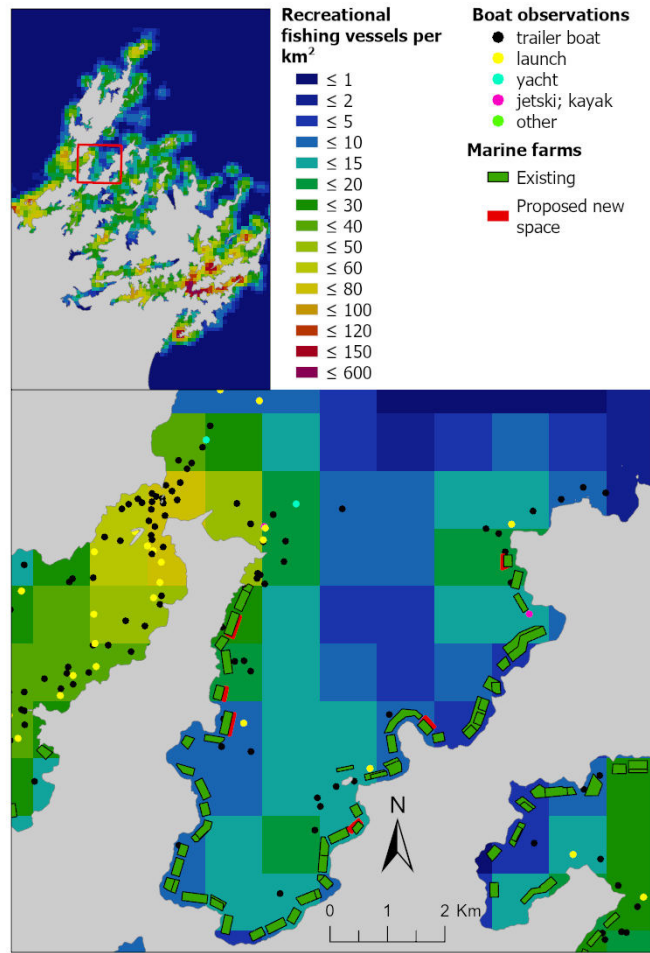 Recreational
fishing vessels per
km²
≤ 1
≤ 2
≤ 5
≤ 10
≤ 15
≤ 20
≤ 30
≤ 40
≤ 50
≤ 60
≤ 80
≤ 100
≤ 120
≤ 150
≤ 600
Boat observations
trailer boat
launch
yacht
jetski; kayak
other
Marine farms
Existing
Proposed new
space
N
0 1 2 Km